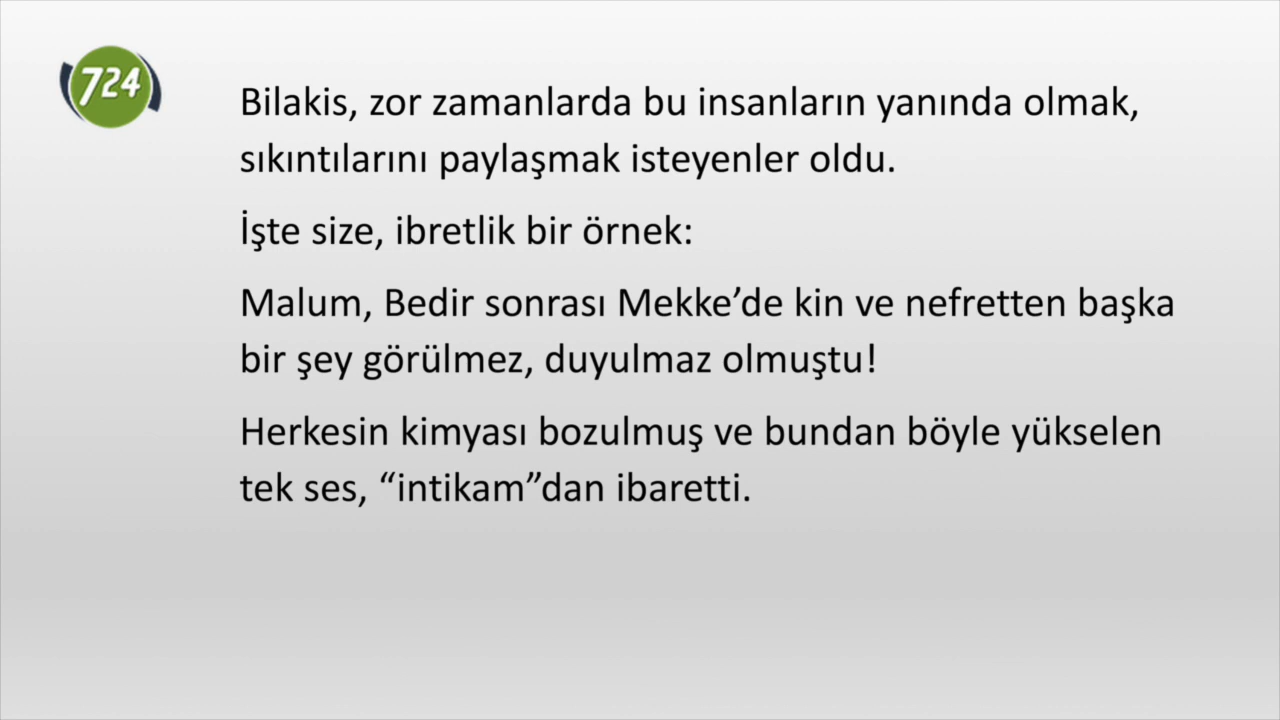 724
Bilakis, zor zamanlarda bu insanların yanında olmak,
sıkıntılarını paylaşmak isteyenler oldu.
İşte size, ibretlik bir örnek:
Malum, Bedir sonrası Mekke’de kin ve nefretten başka
bir şey görülmez, duyulmaz olmuştu!
Herkesin kimyası bozulmuş ve bundan böyle yükselen
tek ses, “intikam”dan ibaretti.